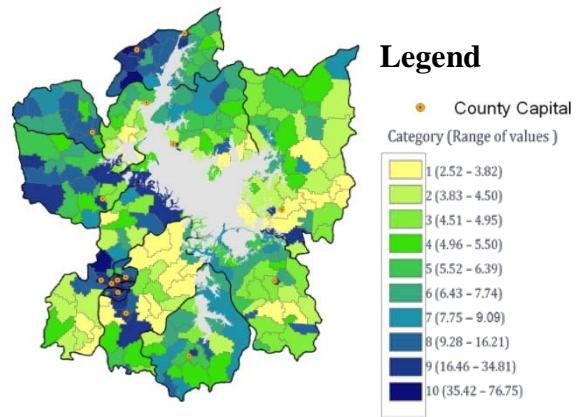 Legend
County Capital
Category (Range of values )
1 (2.52 – 3.82)
2 (3.83 – 4.50)
3 (4.51 – 4.95)
4 (4.96 – 5.50)
5 (5.52 – 6.39)
6 (6.43 – 7.74)
7 (7.75 – 9.09)
8 (9.28 – 16.21)
9 (16.46 – 34.81)
10 (35.42 – 76.75)